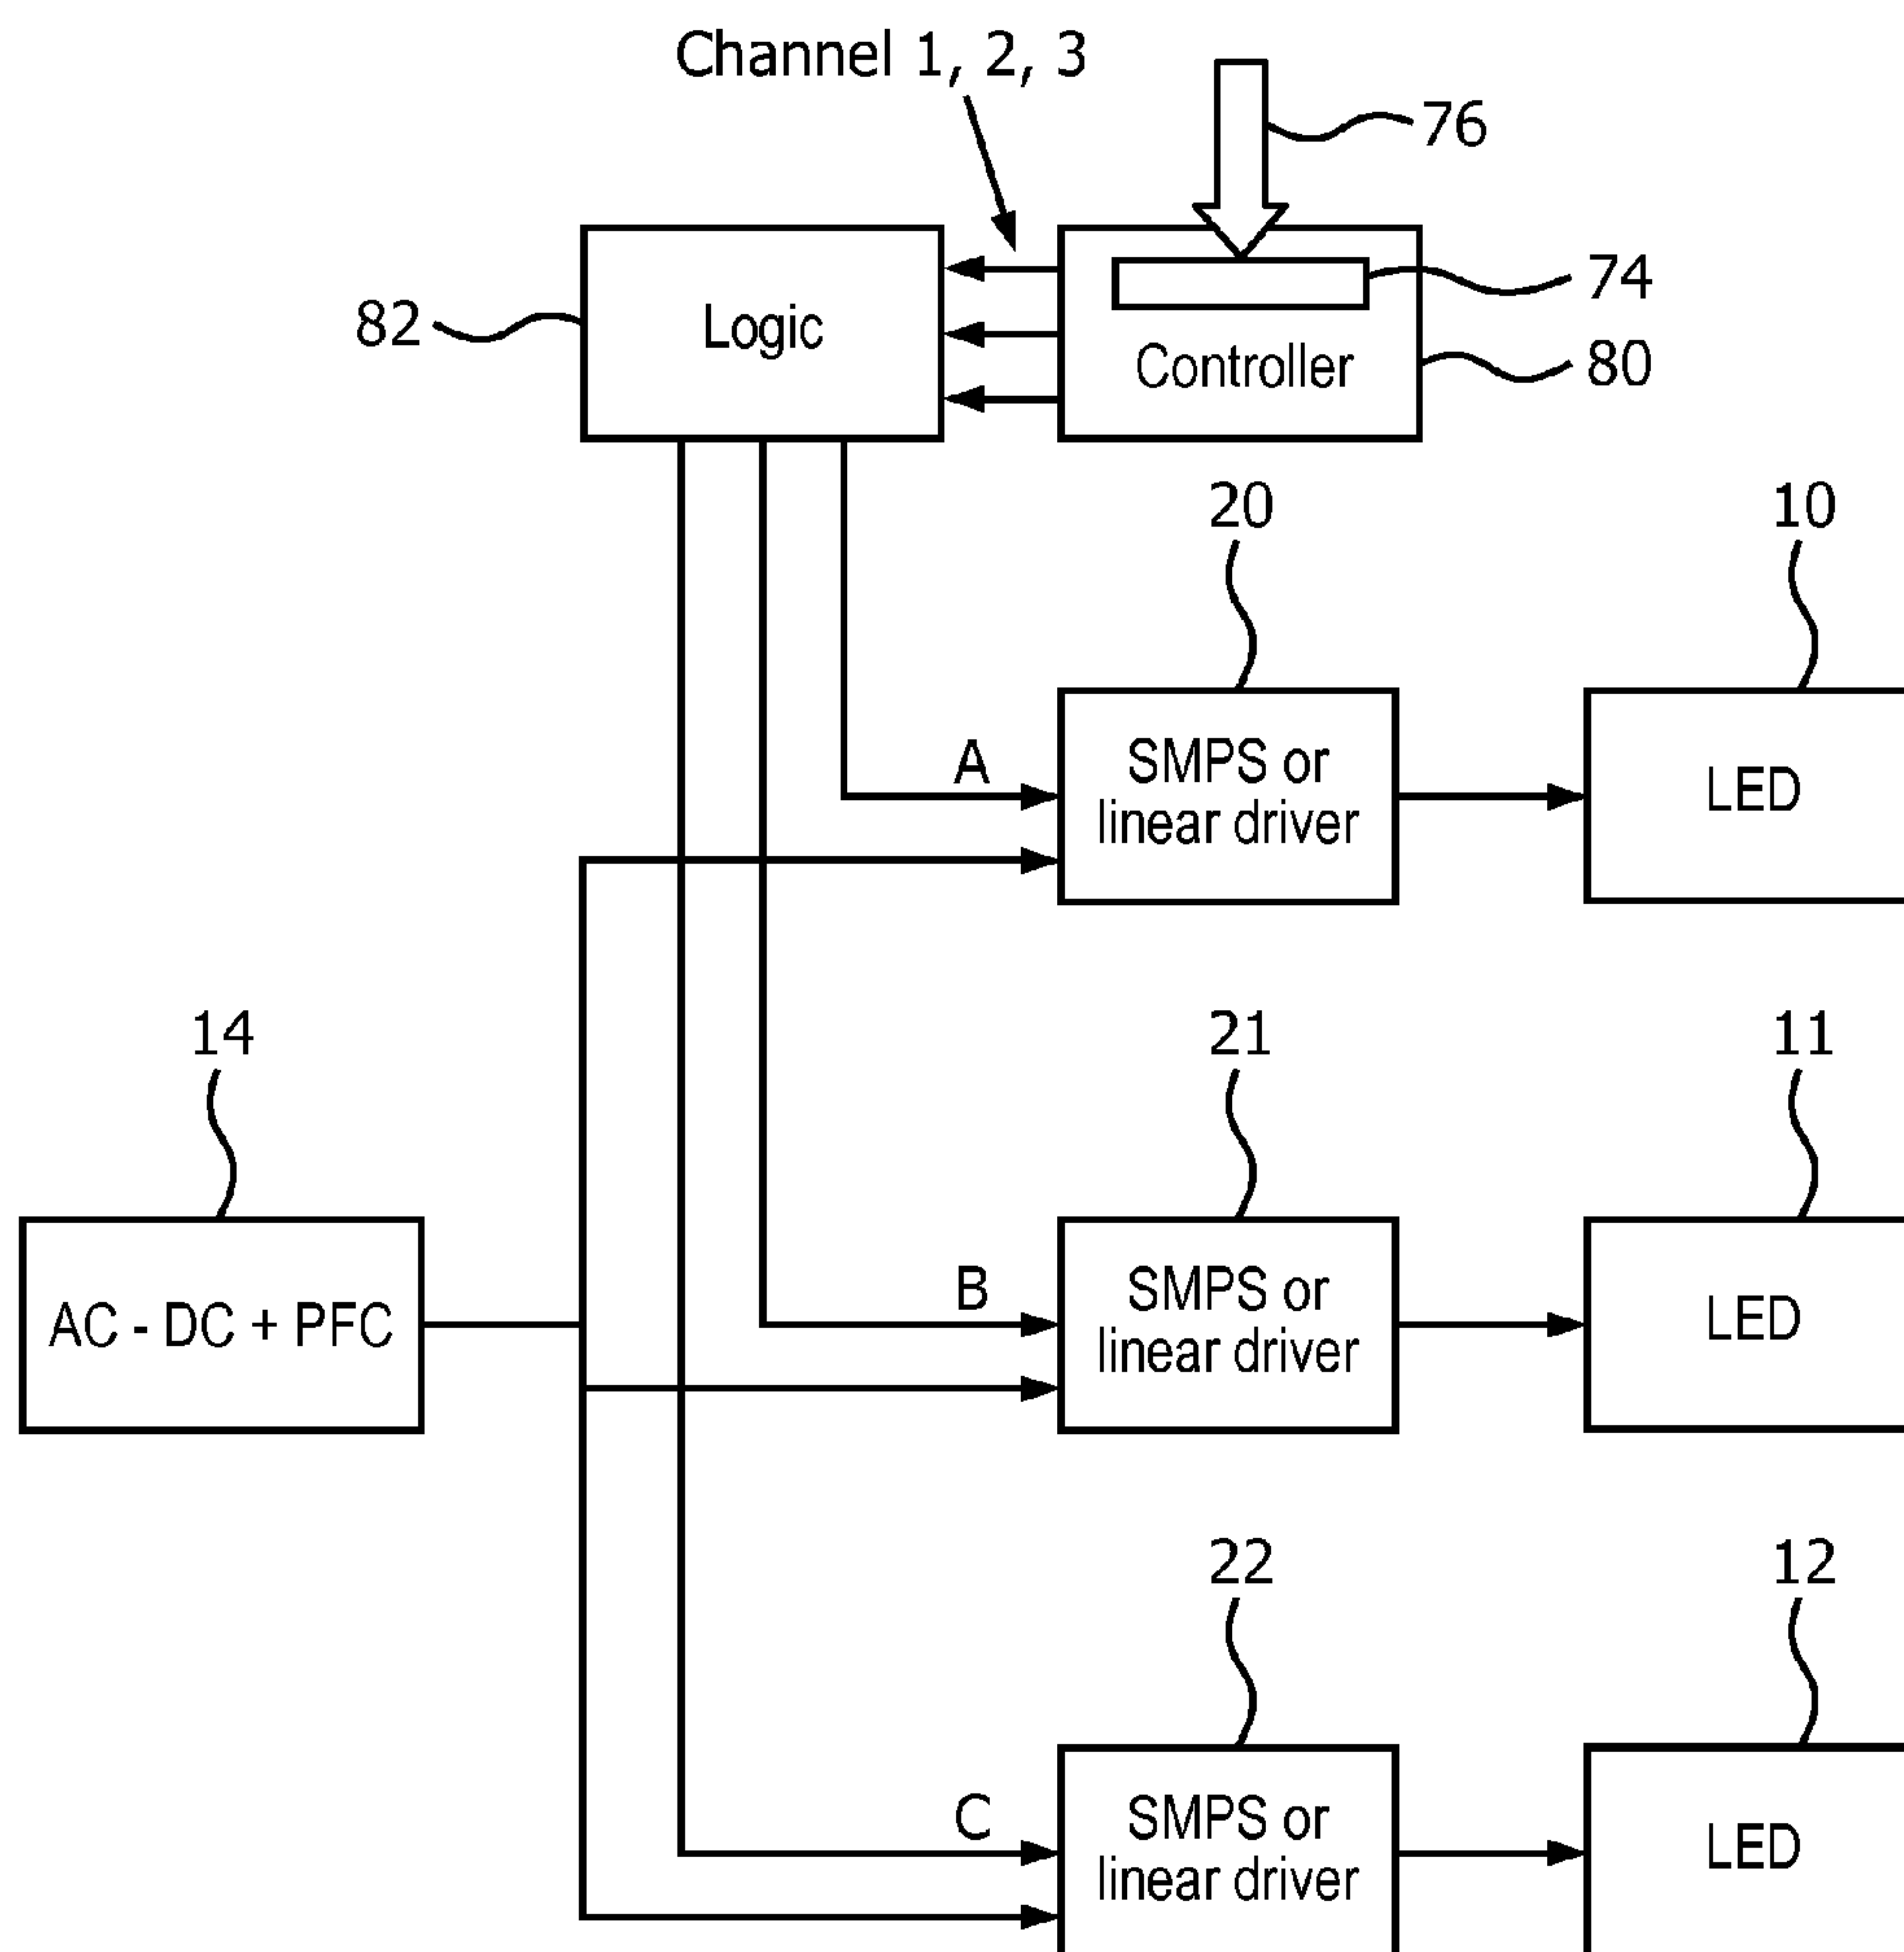 Channel 1, 2, 3
76
74
82
Logic
Controller
80
20
10
A
SMPS or
linear driver
LED
14
21
11
AC - DC + PFC
B
SMPS or
linear driver
LED
22
12
C
SMPS or
linear driver
LED